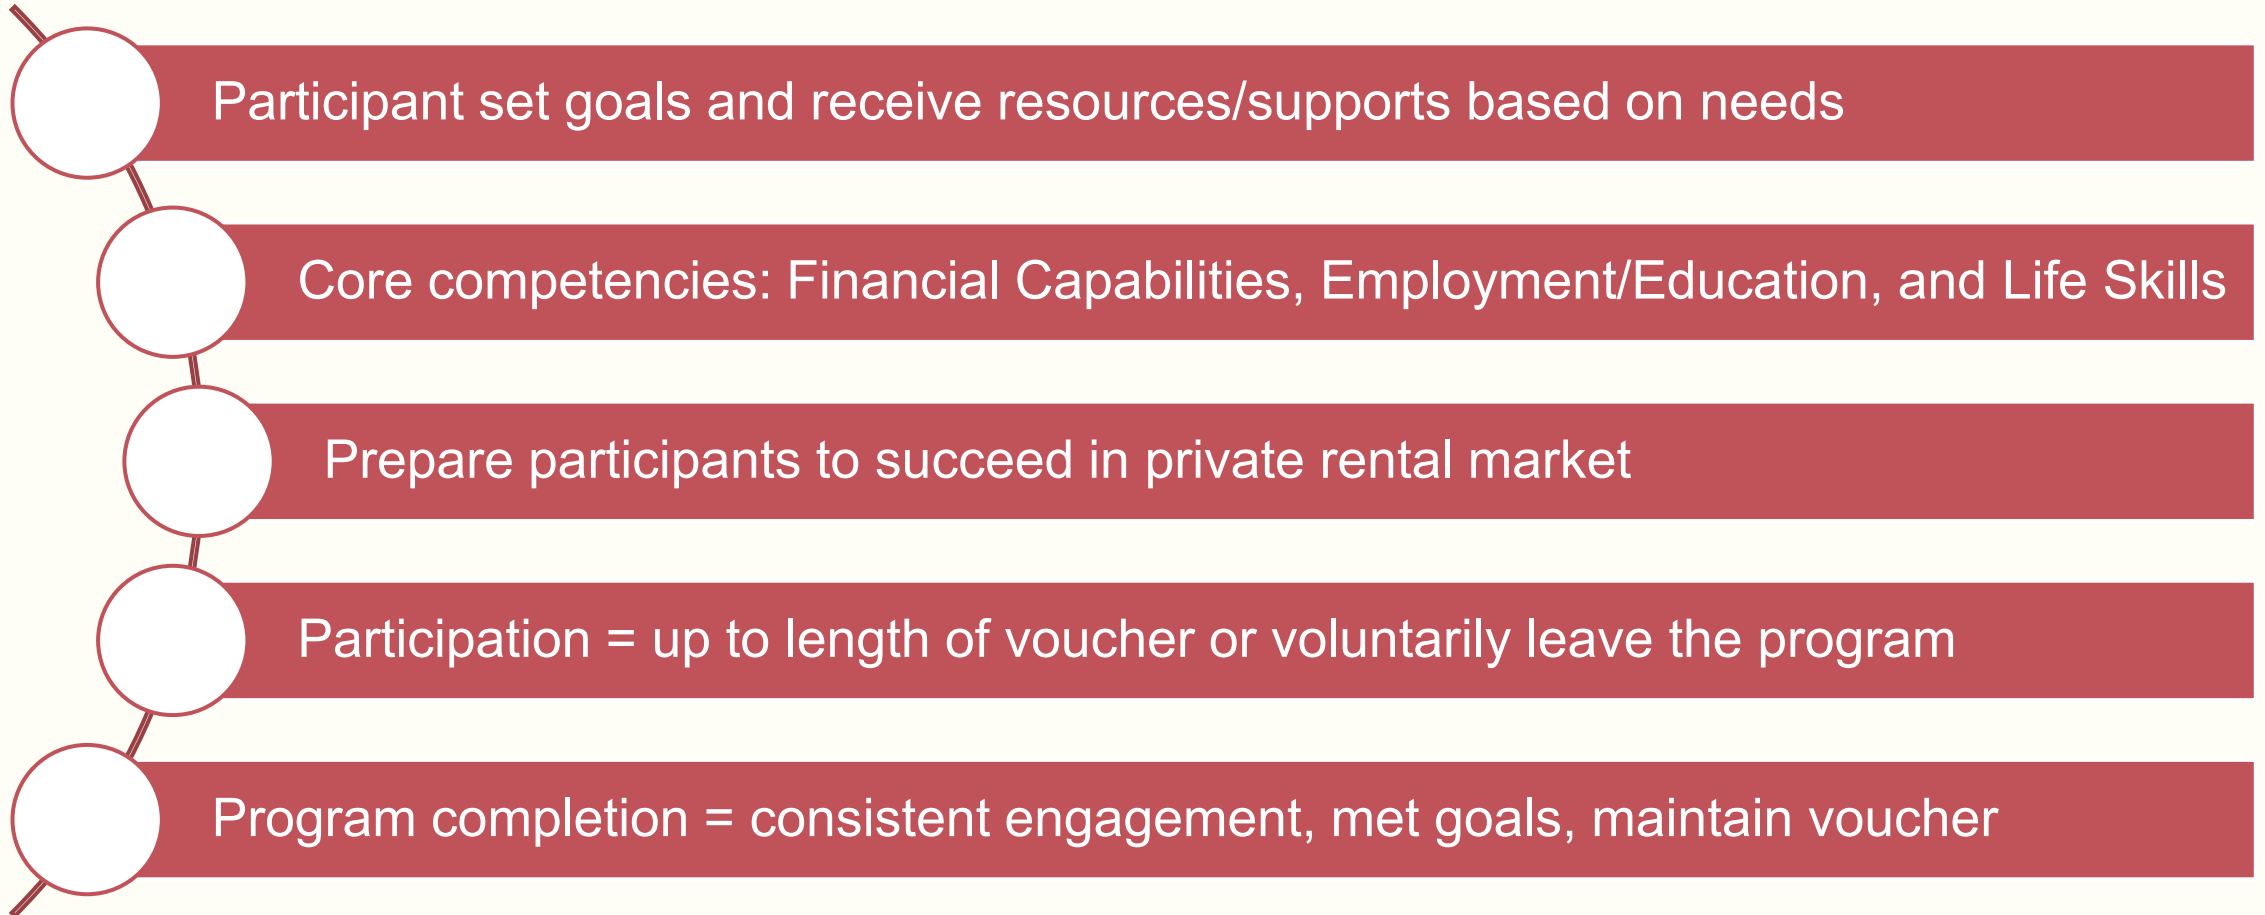 Participant set goals and receive resources/supports based on needs
Core competencies: Financial Capabilities, Employment/Education, and Life Skills
Prepare participants to succeed in private rental market
Participation = up to length of voucher or voluntarily leave the program
Program completion = consistent engagement, met goals, maintain voucher